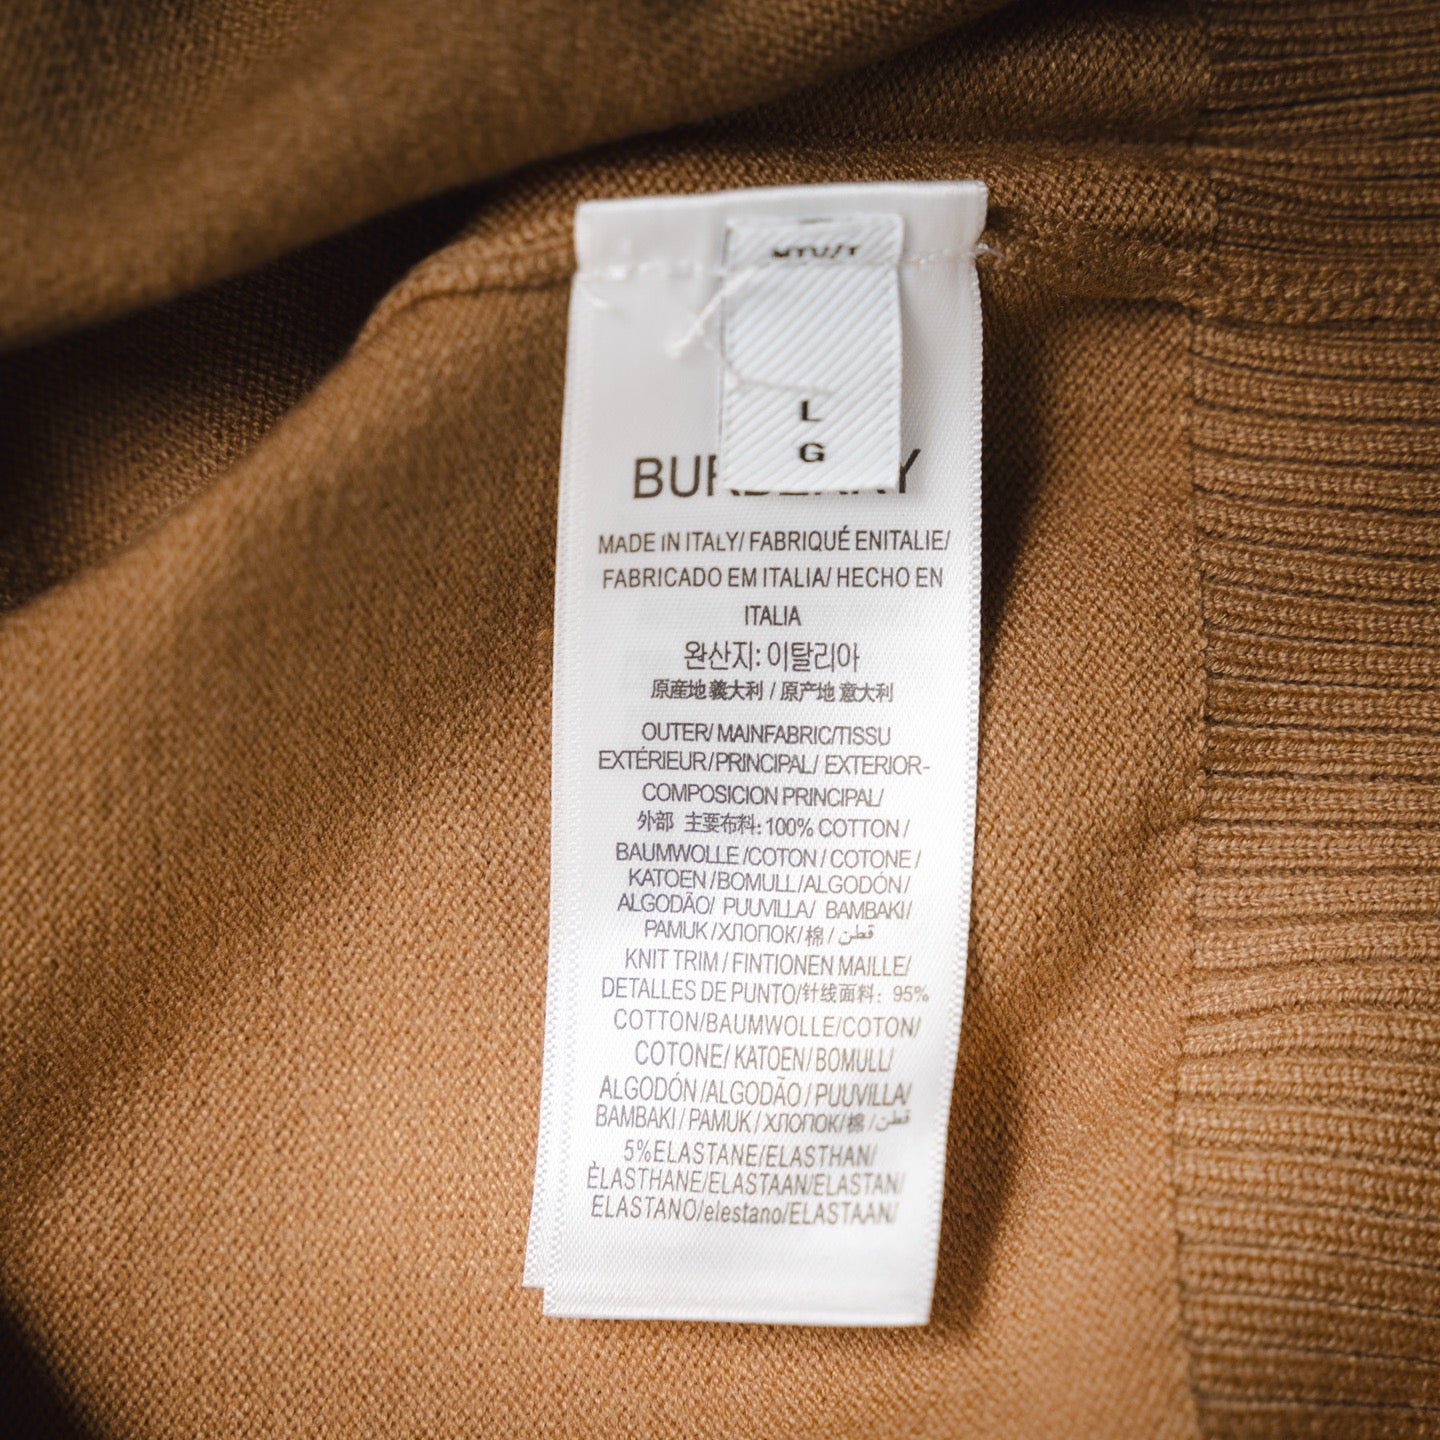 L
G
MADE IN ITALY/ FABRIQUÉ ENITALIE/
FABRICADO EM ITALIA/ HECHO EN
ITALIA
완산지: 이탈리아
原産地 義大利 / 原产地 意大利
OUTER/ MAINFABRIC/TISSU
EXTÉRIEUR/PRINCIPAL/ EXTERIOR-
COMPOSICION PRINCIPAL/
外部 主要布料: 100% COTTON /
BAUMWOLLE /COTON / COTONE /
KATOEN /BOMULL /ALGODÓN /
ALGODÃO/ PUUVILLA/ BAMBAKI/
PAMUK /ХЛОПОК/ 棉 / قطن
KNIT TRIM / FINTIONEN MAILLE/
DETALLES DE PUNTO/针线面料: 95%
COTTON/BAUMWOLLE/COTON/
COTONE/ KATOEN/ BOMULL/
ALGODÓN /ALGODÃO / PUUVILLA/
BAMBAKI / PAMUK / ХЛОПОК/ 棉 / قطن
5%ELASTANE/ELASTHAN/
ÈLASTHANE/ELASTAAN/ELASTAN/
ELASTANO/elestano/ELASTAAN/